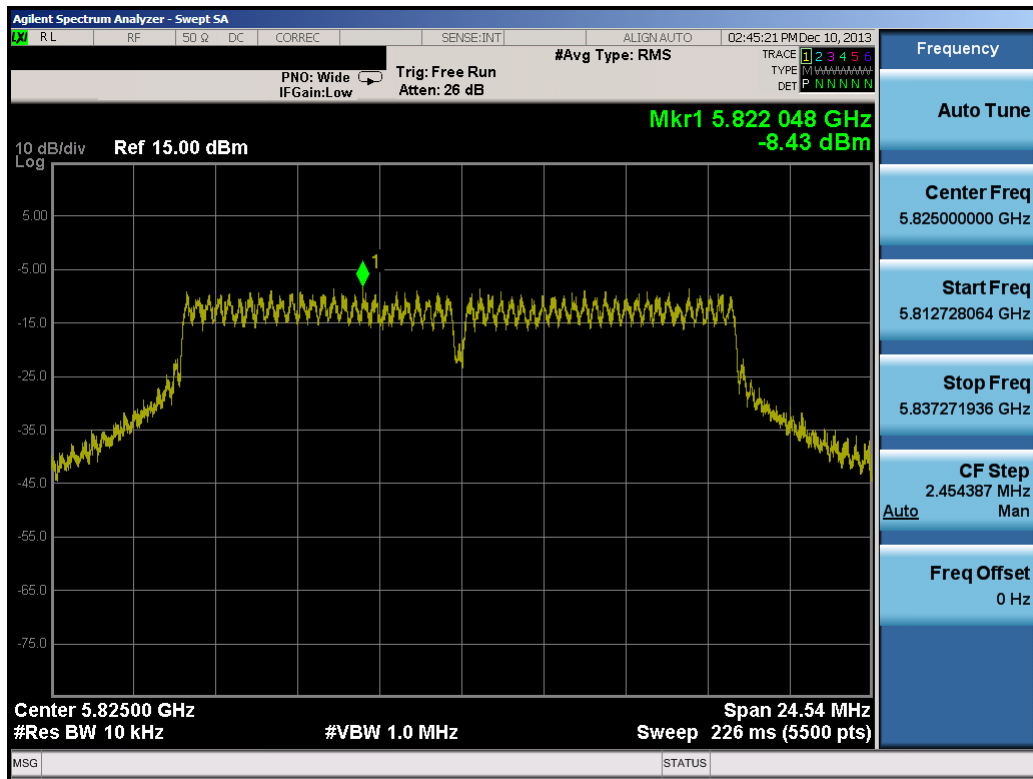 Agilent Spectrum Analyzer - Swept SA
LXI RL RF 50 Ω DC CORREC SENSE:INT ALIGNAUTO 02:45:21 PM Dec 10, 2013
#Avg Type: RMS
TRACE 1 2 3 4 5 6
PNO: Wide Trig: Free Run
TYPE M WWWWW
IFGain:Low Atten: 26 dB
DET P N N N N N
Mkr1 5.822 048 GHz
-8.43 dBm
10 dB/div Ref 15.00 dBm
Log
1
5.00
-5.00
-15.0
-25.0
-35.0
-45.0
-55.0
-65.0
-75.0
Center 5.82500 GHz Span 24.54 MHz
#Res BW 10 kHz #VBW 1.0 MHz Sweep 226 ms (5500 pts)
MSG STATUS
Frequency
Auto Tune
Center Freq
5.825000000 GHz
Start Freq
5.812728064 GHz
Stop Freq
5.837271936 GHz
CF Step
2.454387 MHz
Auto Man
Freq Offset
0 Hz